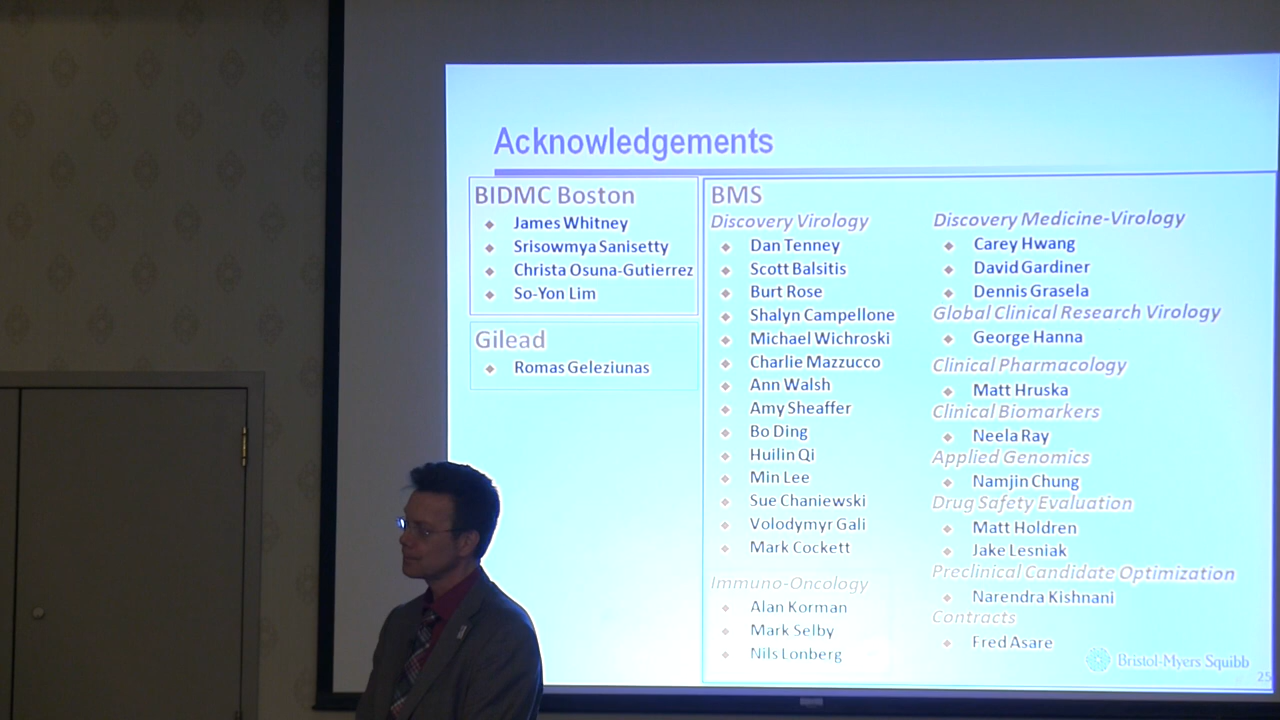 Acknowledgements
BIDMC Boston
James Whitney
Srisowmya Sanisetty
Christa Osuna-Gutierrez
So-Yon Lim
Gilead
Romas Geleziunas
BMS
Discovery Virology
Dan Tenney
Scott Balsitis
Burt Rose
Shalyn Campellone
Michael Wichroski
Charlie Mazzucco
Ann Walsh
Amy Sheaffer
Bo Ding
Huilin Qi
Min Lee
Sue Chaniewski
Volodymyr Gali
Mark Cockett
Immuno-Oncology
Alan Korman
Mark Selby
Nils Lonberg
Discovery Medicine-Virology
Carey Hwang
David Gardiner
Dennis Grasela
Global Clinical Research Virology
George Hanna
Clinical Pharmacology
Matt Hruska
Clinical Biomarkers
Neela Ray
Applied Genomics
Namjin Chung
Drug Safety Evaluation
Matt Holdren
Jake Lesniak
Preclinical Candidate Optimization
Narendra Kishnani
Contracts
Fred Asare
Bristol-Myers Squibb
25